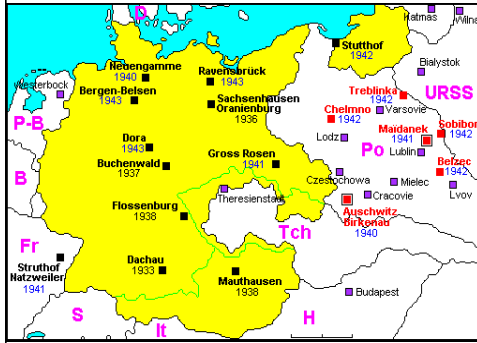 D
Kaunas
Wilna
Stutthof
1942
Neuengamme
1940
Ravensbrück
1943
Bialystok
Westerbock
Bergen-Belsen
1943
Treblinka
1942
URSS
Sachsenhausen
Oranienburg
1936
Chelmno
1942
Varsovie
P-B
Sobibor
1942
Dora
1943
Lodz
Maïdanek
1941
Po
Lublin
Buchenwald
1937
Gross Rosen
1941
Belzec
1942
B
Czestochowa
Mielec
Lvov
Theresienstadt
Cracovie
Flossenburg
1938
Auschwitz
Birkenau
1940
Tch
Fr
Struthof
Natzweiler
1941
Dachau
1933
Mauthausen
1938
Budapest
S
It
H